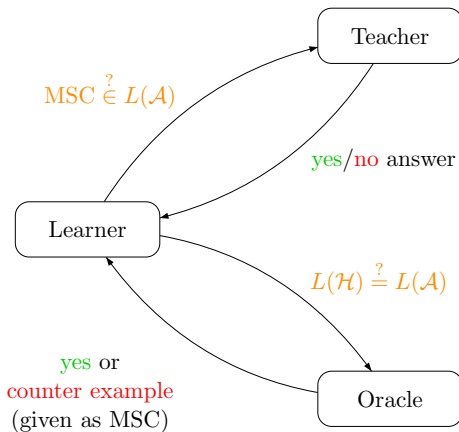 Teacher
MSC ?∈ L(𝒜)
yes/no answer
Learner
L(ℋ) ?= L(𝒜)
yes or
counter example
(given as MSC)
Oracle